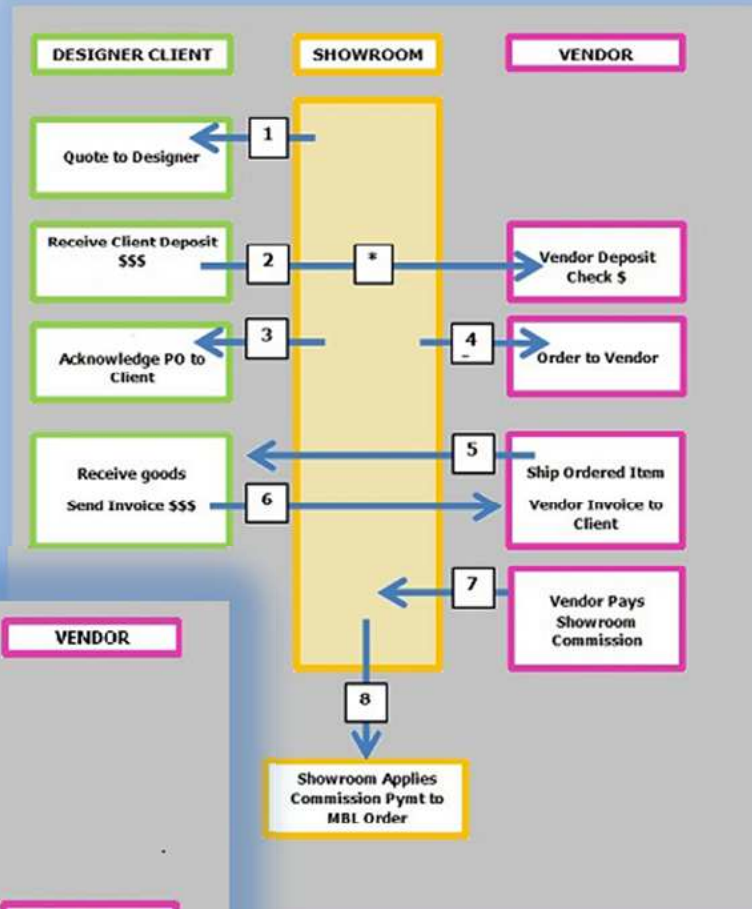 DESIGNER CLIENT
SHOWROOM
VENDOR
1
Quote to Designer
Receive Client Deposit
$$$
2
*
Vendor Deposit
Check $
3
Acknowledge PO to
Client
4
Order to Vendor
5
Receive goods
Send Invoice $$$
6
Ship Ordered Item
Vendor Invoice to
Client
7
Vendor Pays
Showroom
Commission
8
Showroom Applies
Commission Pymt to
MBL Order
VENDOR